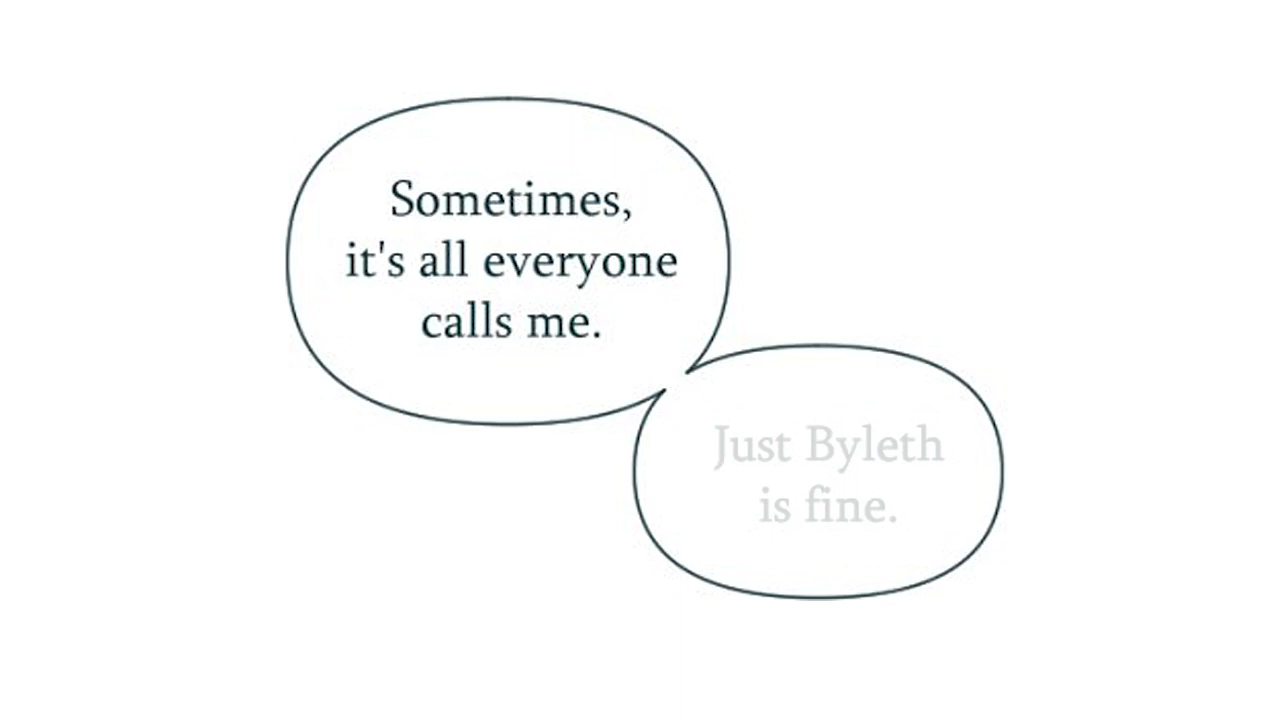 Sometimes,
it's all everyone
calls me.
Just Byleth
is fine.